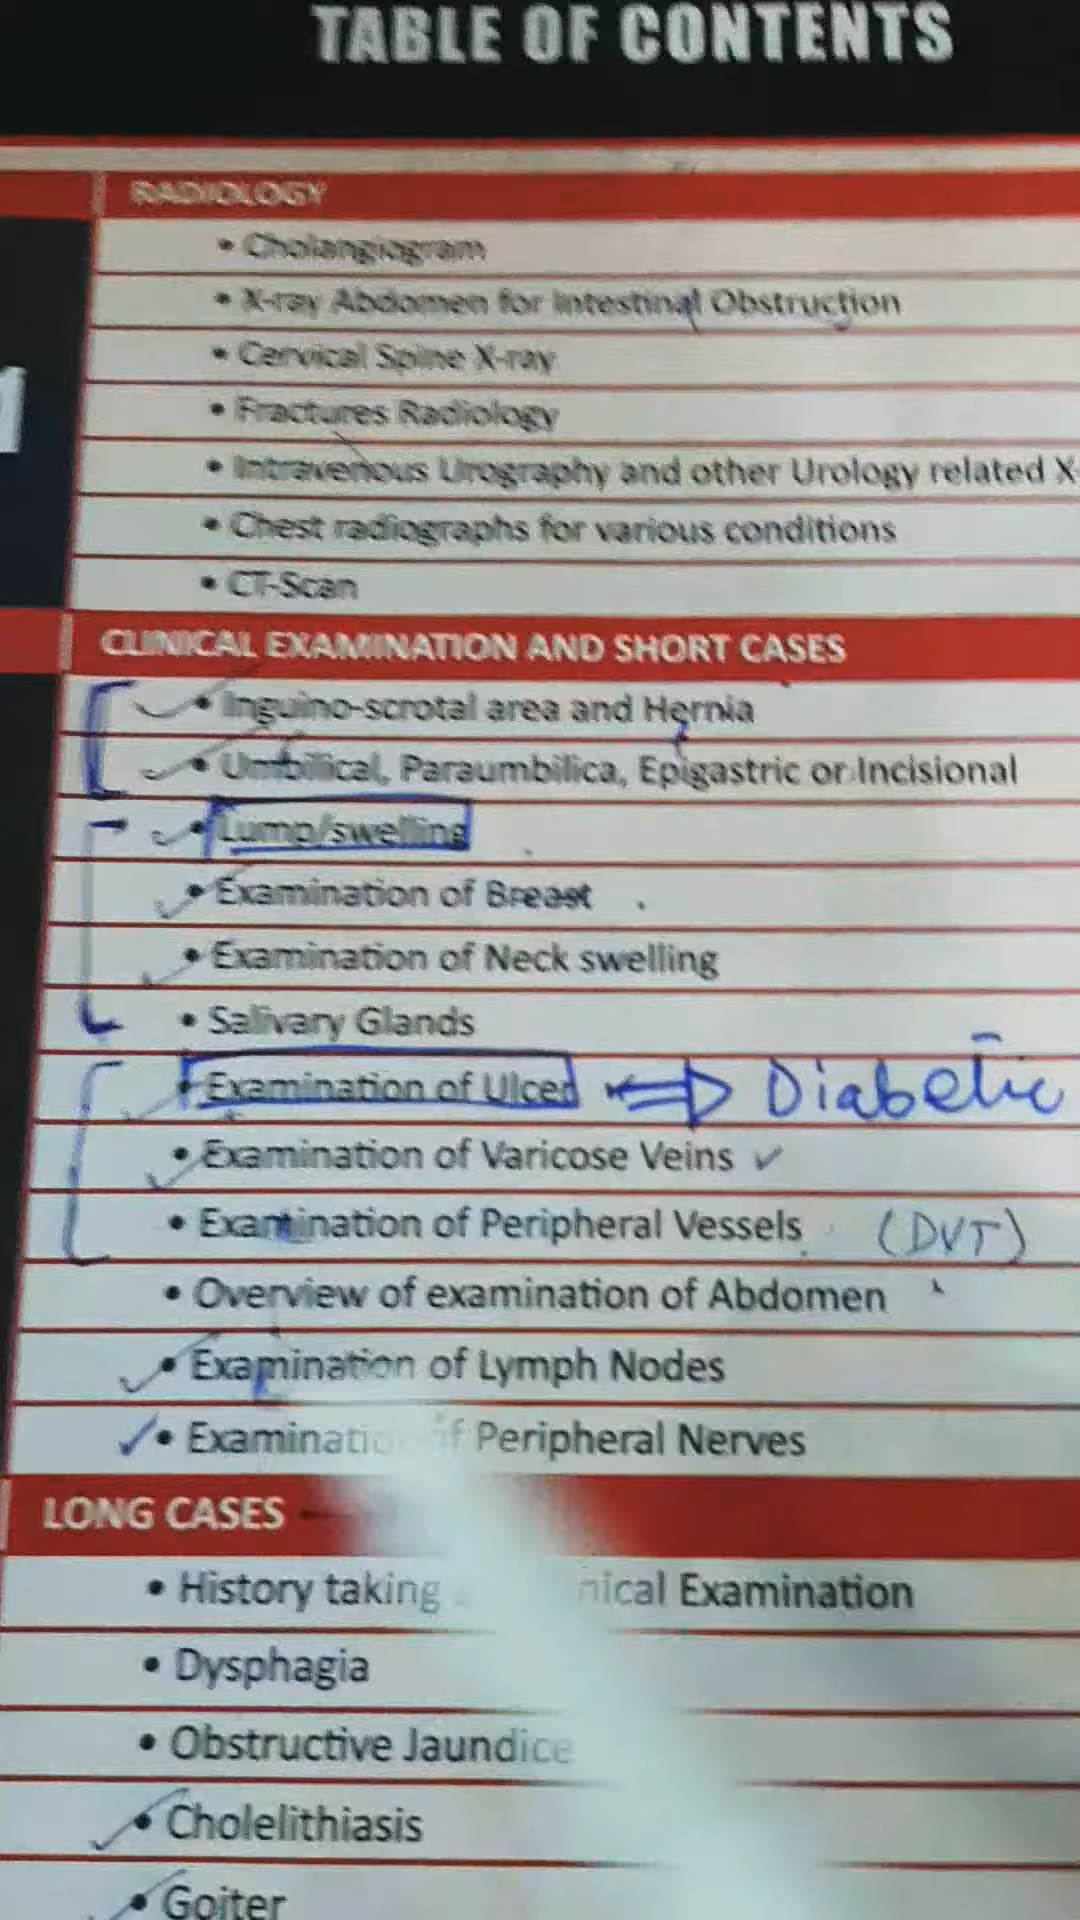 TABLE OF CONTENTS
RADIOLOGY
• Cholangiogram
• X-ray Abdomen for Intestinal Obstruction
• Cervical Spine X-ray
• Fractures Radiology
• Intravenous Urography and other Urology related X-
• Chest radiographs for various conditions
• CT-Scan
CLINICAL EXAMINATION AND SHORT CASES
• Inguino-scrotal area and Hernia
• Umbilical, Paraumbilica, Epigastric or Incisional
• Lump/swelling
• Examination of Breast
• Examination of Neck swelling
• Salivary Glands
• Examination of Ulcer Diabetic
• Examination of Varicose Veins
• Examination of Peripheral Vessels (DVT)
• Overview of examination of Abdomen
• Examination of Lymph Nodes
• Examination of Peripheral Nerves
LONG CASES
• History taking nical Examination
• Dysphagia
• Obstructive Jaundice
• Cholelithiasis
• Goiter